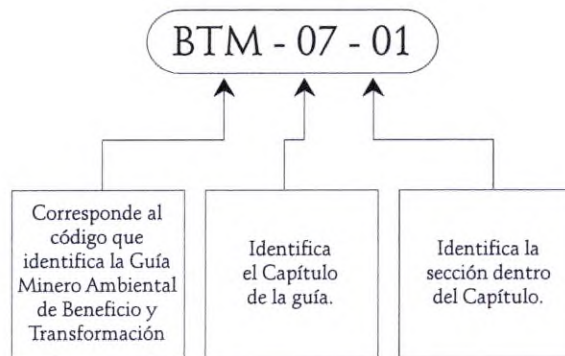 BTM - 07 - 01
Corresponde al
código que
identifica la Guía
Minero Ambiental
de Beneficio y
Transformación
Identifica
el Capítulo
de la guía.
Identifica la
sección dentro
del Capítulo.